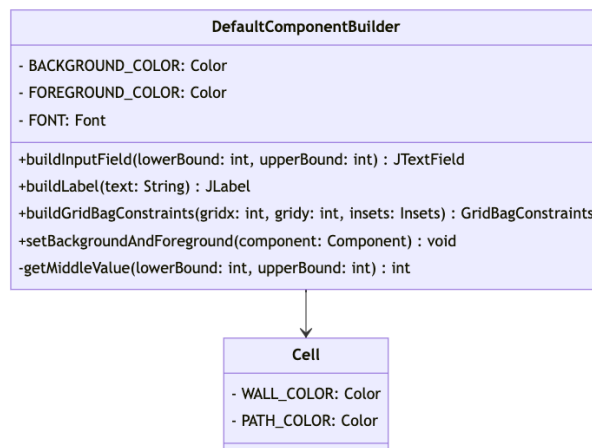 DefaultComponentBuilder
- BACKGROUND_COLOR: Color
- FOREGROUND_COLOR: Color
- FONT: Font
+buildInputField(lowerBound: int, upperBound: int) : JTextField
+buildLabel(text: String) : JLabel
+buildGridBagConstraints(gridx: int, gridy: int, insets: Insets) : GridBagConstraints
+setBackgroundAndForeground(component: Component) : void
-getMiddleValue(lowerBound: int, upperBound: int) : int
Cell
- WALL_COLOR: Color
- PATH_COLOR: Color